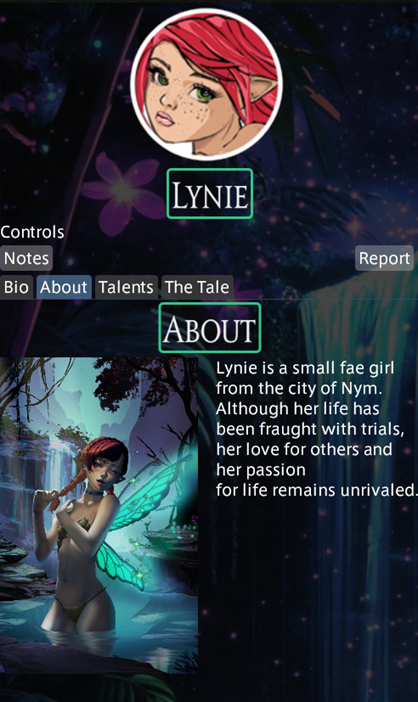 LYNIE
Controls
Notes
Report
Bio
About
Talents
The Tale
ABOUT
Lynie is a small fae girl
from the city of Nym.
Although her life has
been fraught with trials,
her love for others and
her passion
for life remains unrivaled.